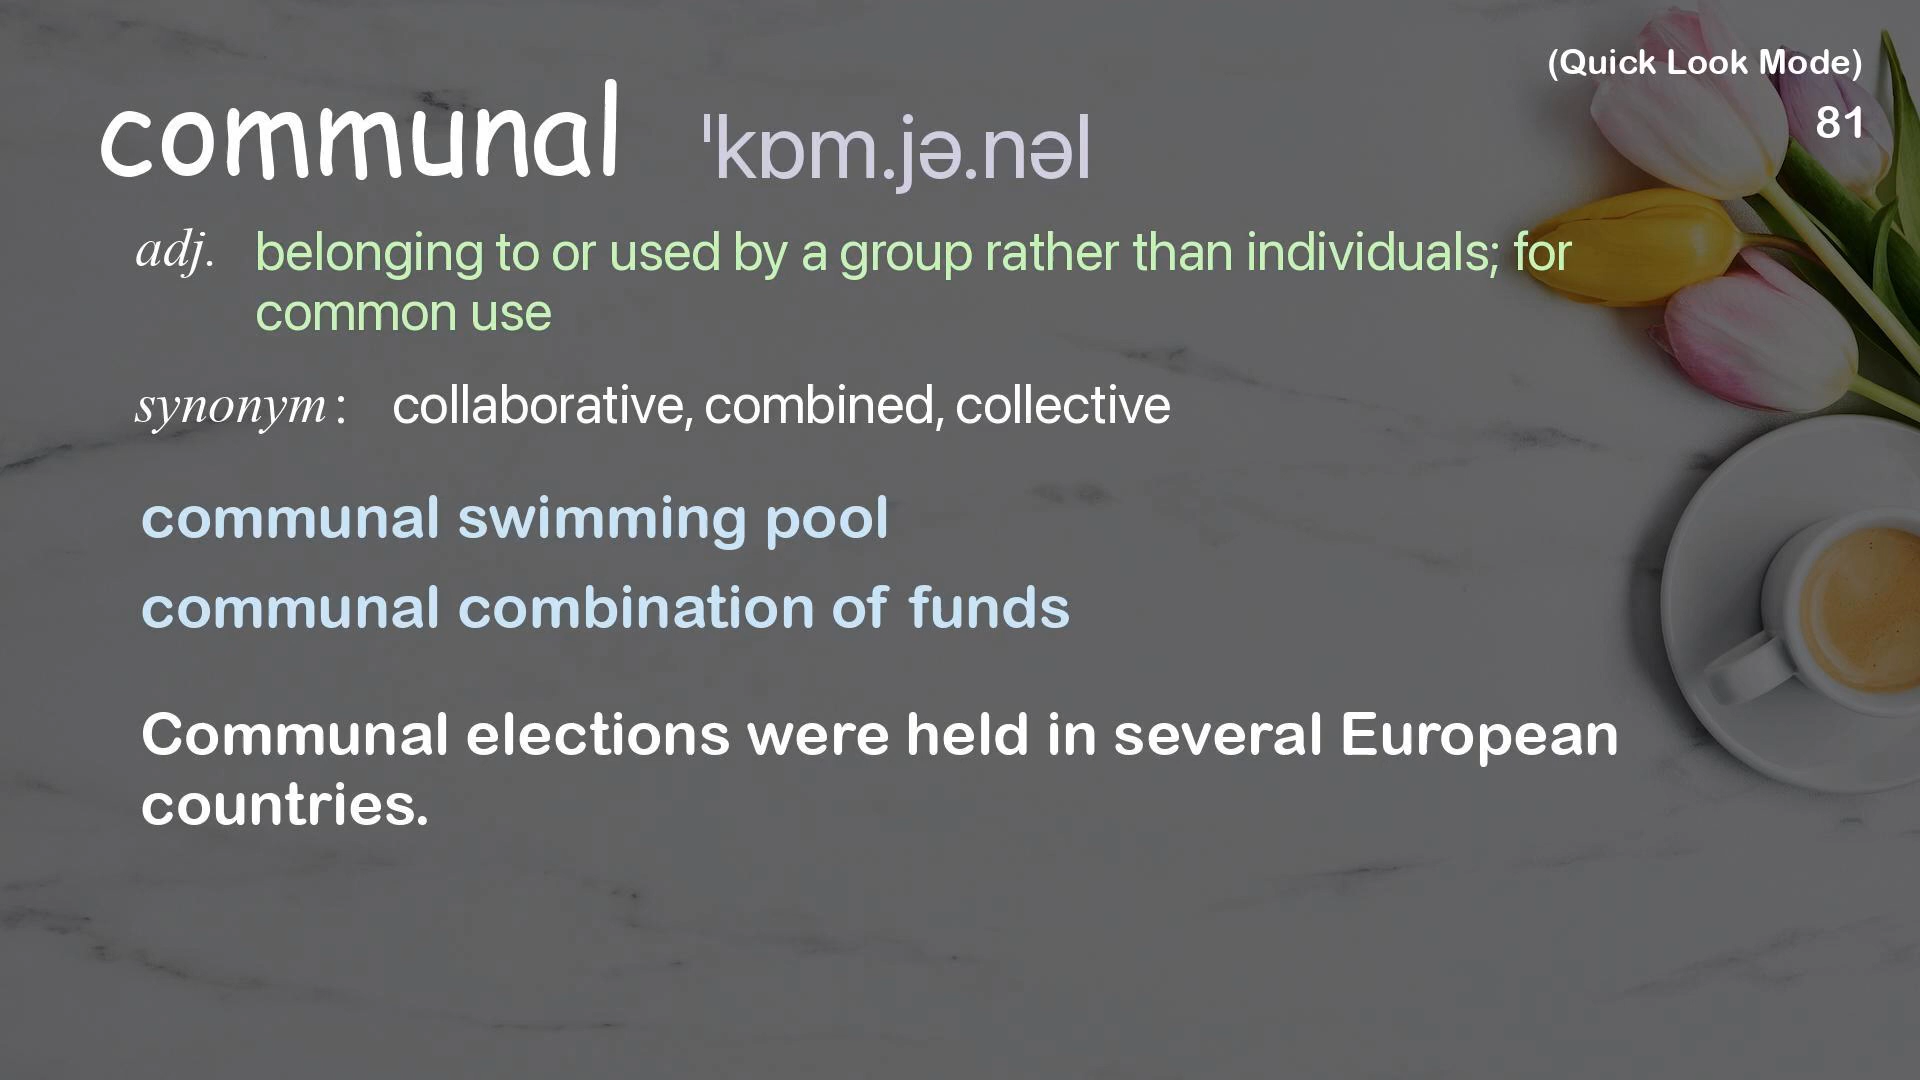 (Quick Look Mode)
81
communal ˈkɒm.jə.nəl
adj. belonging to or used by a group rather than individuals; for
common use
synonym : collaborative, combined, collective
communal swimming pool
communal combination of funds
Communal elections were held in several European
countries.